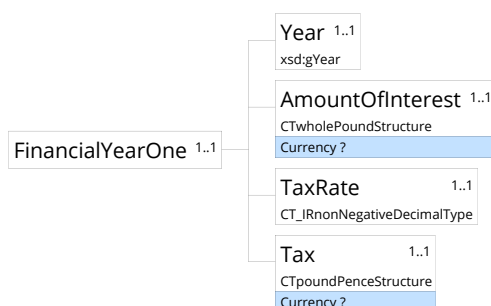 Year 1..1
xsd:gYear
AmountOfInterest 1..1
CTwholePoundStructure
Currency ?
FinancialYearOne 1..1
TaxRate 1..1
CT_IRnonNegativeDecimalType
Tax 1..1
CTpoundPenceStructure
Currency ?